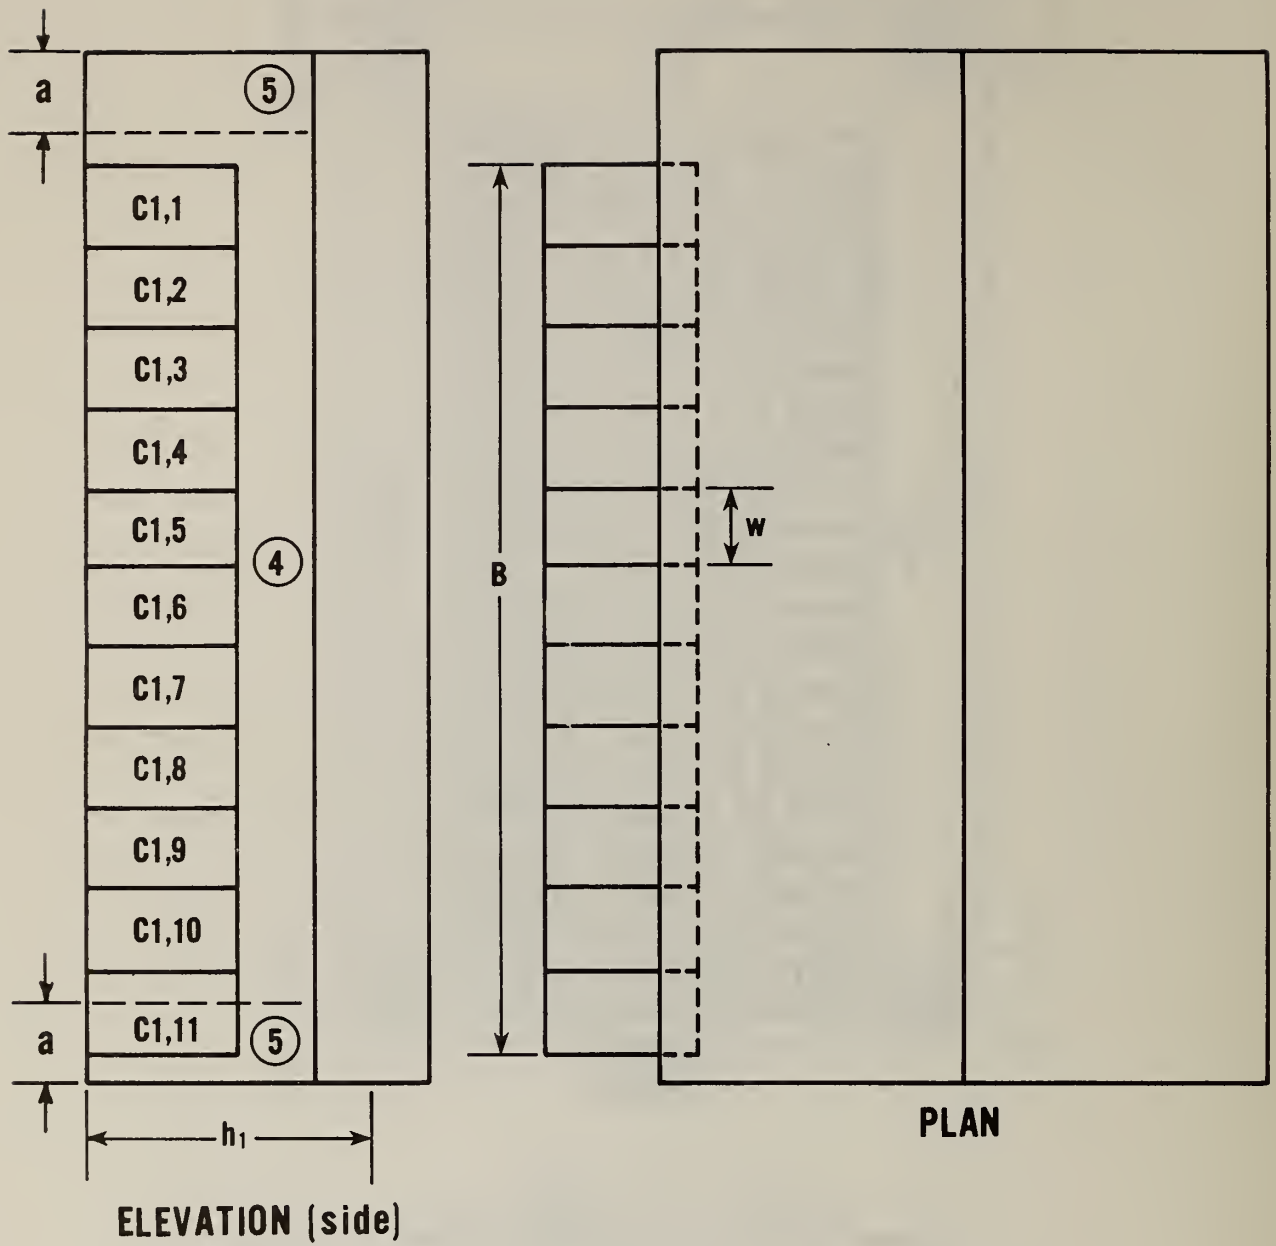 a
5
C1,1
C1,2
C1,3
C1,4
C1,5
4
C1,6
C1,7
C1,8
C1,9
C1,10
a
C1,11
5
h1
ELEVATION (side)
B
w
PLAN